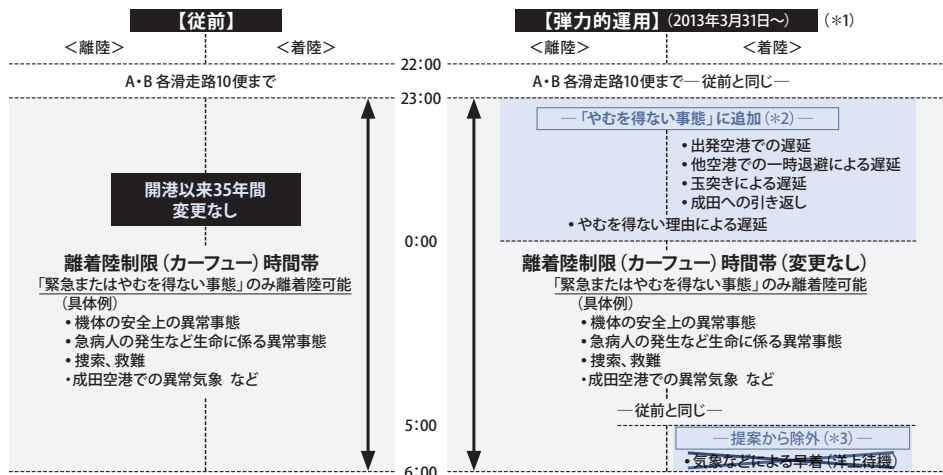 【従前】
＜離陸＞ ＜着陸＞
A・B 各滑走路10便まで
開港以来35年間
変更なし
離着陸制限（カーフュー）時間帯
「緊急またはやむを得ない事態」のみ離着陸可能
（具体例）
•機体の安全上の異常事態
•急病人の発生など生命に係る異常事態
•捜索、救難
・成田空港での異常気象 など
22:00
23:00
0:00
5:00
6:00
【弾力的運用】（2013年3月31日～） （＊1）
＜離陸＞ ＜着陸＞
A・B 各滑走路10便まで―従前と同じ―
―「やむを得ない事態」に追加（＊2）―
•出発空港での遅延
•他空港での一時退避による遅延
•玉突きによる遅延
•成田への引き返し
•やむを得ない理由による遅延
離着陸制限（カーフュー）時間帯（変更なし）
「緊急またはやむを得ない事態」のみ離着陸可能
（具体例）
•機体の安全上の異常事態
•急病人の発生など生命に係る異常事態
•捜索、救難
・成田空港での異常気象 など
―従前と同じ―
―提案から除外（＊3）―
•気象などによる早着（洋上待機）